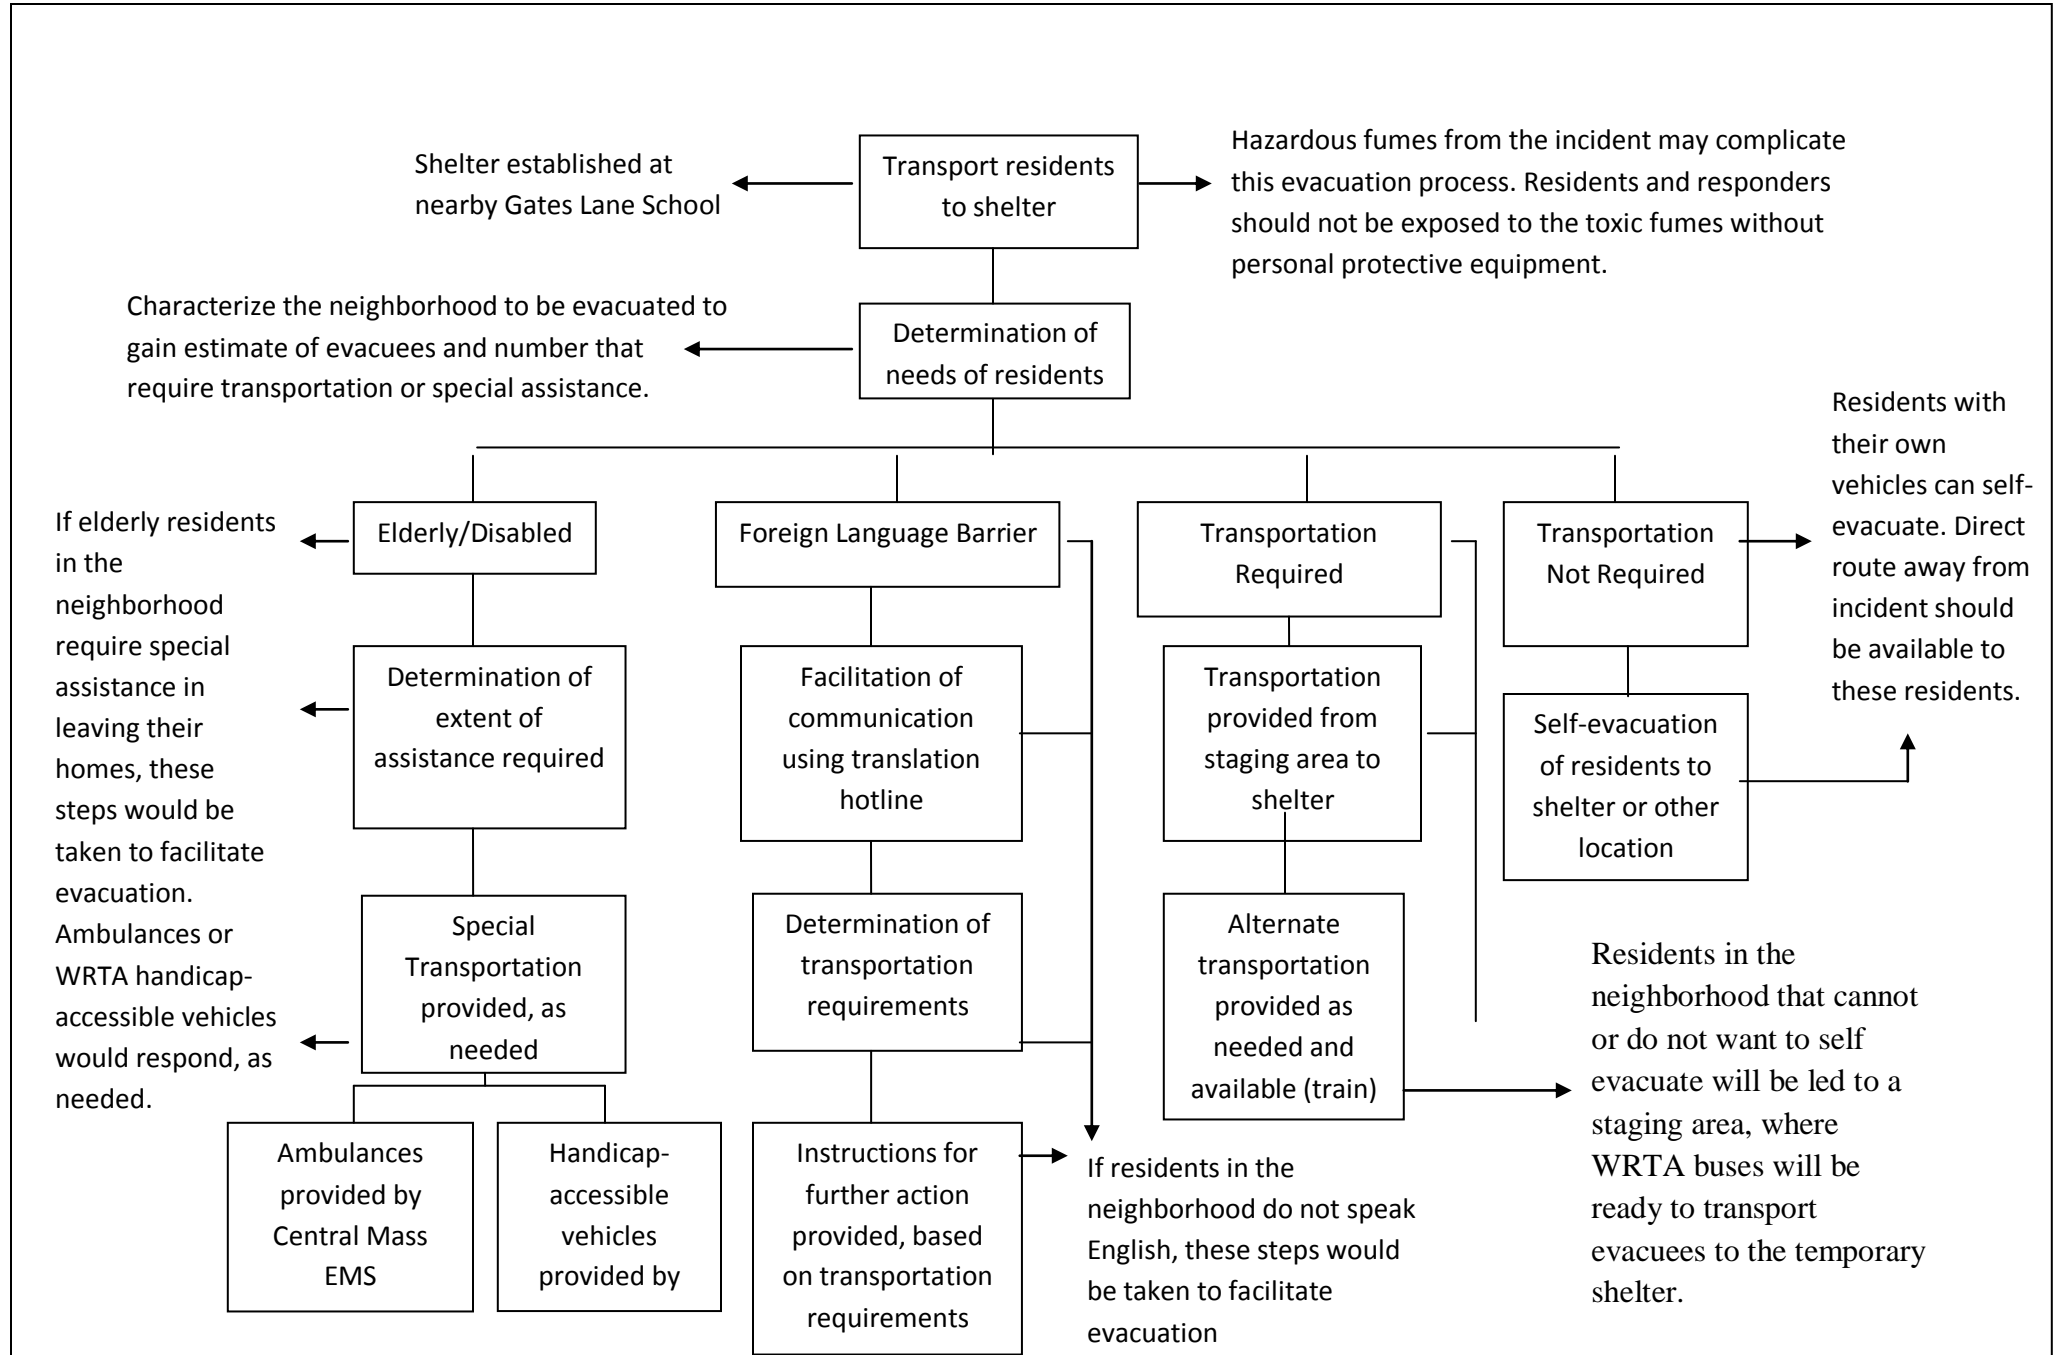 Shelter established at
nearby Gates Lane School
Transport residents
to shelter
Hazardous fumes from the incident may complicate
this evacuation process. Residents and responders
should not be exposed to the toxic fumes without
personal protective equipment.
Characterize the neighborhood to be evacuated to
gain estimate of evacuees and number that
require transportation or special assistance.
Determination of
needs of residents
If elderly residents
in the
neighborhood
require special
assistance in
leaving their
homes, these
steps would be
taken to facilitate
evacuation.
Ambulances or
WRTA handicap-
accessible vehicles
would respond, as
needed.
Elderly/Disabled
Determination of
extent of
assistance required
Special
Transportation
provided, as
needed
Ambulances
provided by
Central Mass
EMS
Handicap-
accessible
vehicles
provided by
Foreign Language Barrier
Facilitation of
communication
using translation
hotline
Determination of
transportation
requirements
Instructions for
further action
provided, based
on transportation
requirements
If residents in the
neighborhood do not speak
English, these steps would
be taken to facilitate
evacuation
Transportation
Required
Transportation
provided from
staging area to
shelter
Alternate
transportation
provided as
needed and
available (train)
Residents in the
neighborhood that cannot
or do not want to self
evacuate will be led to a
staging area, where
WRTA buses will be
ready to transport
evacuees to the temporary
shelter.
Transportation
Not Required
Self-evacuation
of residents to
shelter or other
location
Residents with
their own
vehicles can self-
evacuate. Direct
route away from
incident should
be available to
these residents.